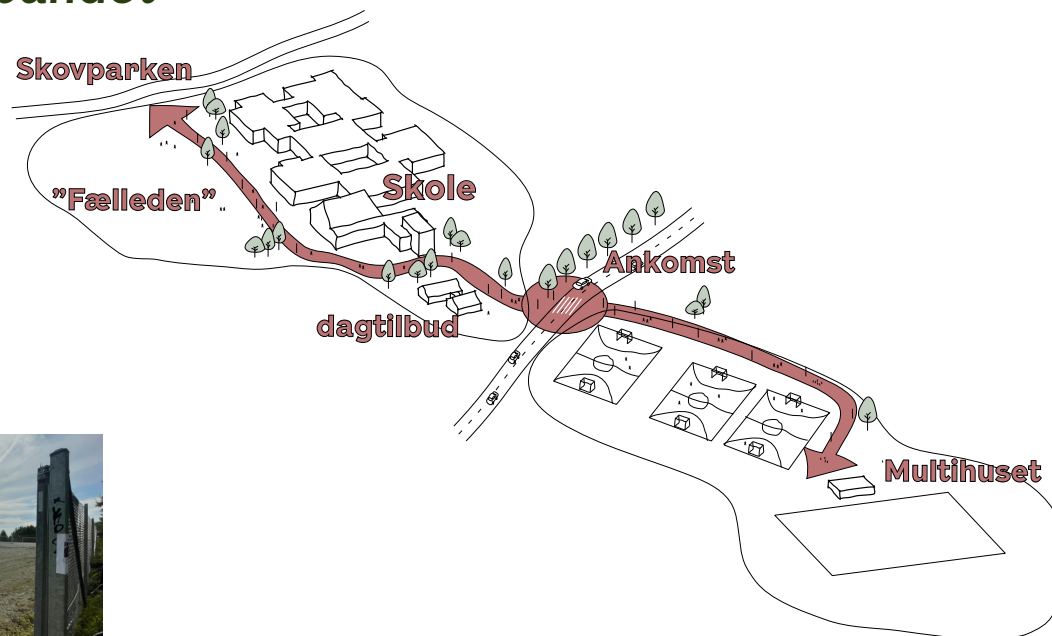 Skovparken
"Fælleden"
Skole
Ankomst
dagtilbud
Multihuset